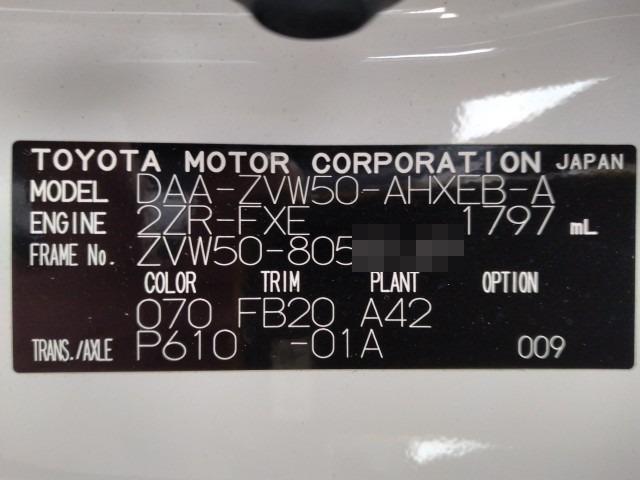 TOYOTA MOTOR CORPORATION JAPAN
MODEL DAA-ZVW50-AHXEB-A
ENGINE 2ZR-FXE 1797 mL
FRAME No. ZVW50-805
COLOR TRIM PLANT OPTION
070 FB20 A42
TRANS./AXLE P610 -01A 009